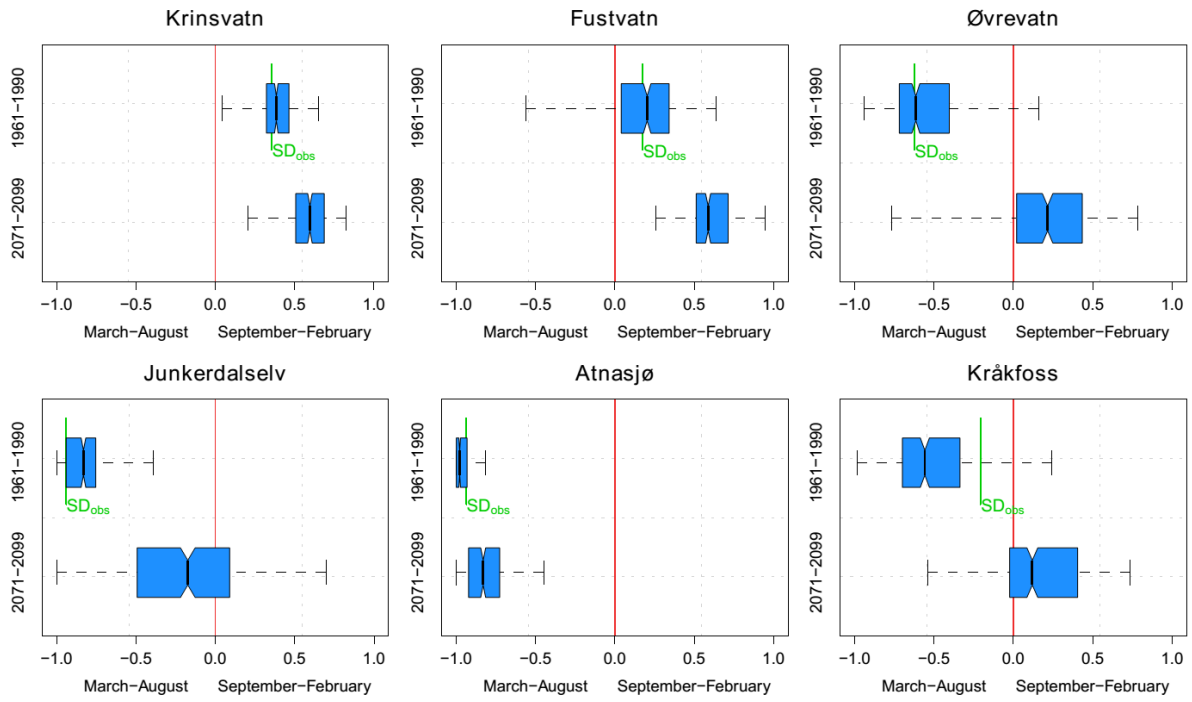 Krinsvatn Fustvatn Øvrevatn
1961−1990 1961−1990 1961−1990
SDobs SDobs SDobs
2071−2099 2071−2099 2071−2099
−1.0 −0.5 0.0 0.5 1.0 −1.0 −0.5 0.0 0.5 1.0 −1.0 −0.5 0.0 0.5 1.0
March−August September−February March−August September−February March−August September−February
Junkerdalselv Atnasjø Kråkfoss
1961−1990 1961−1990 1961−1990
SDobs SDobs SDobs
2071−2099 2071−2099 2071−2099
−1.0 −0.5 0.0 0.5 1.0 −1.0 −0.5 0.0 0.5 1.0 −1.0 −0.5 0.0 0.5 1.0
March−August September−February March−August September−February March−August September−February